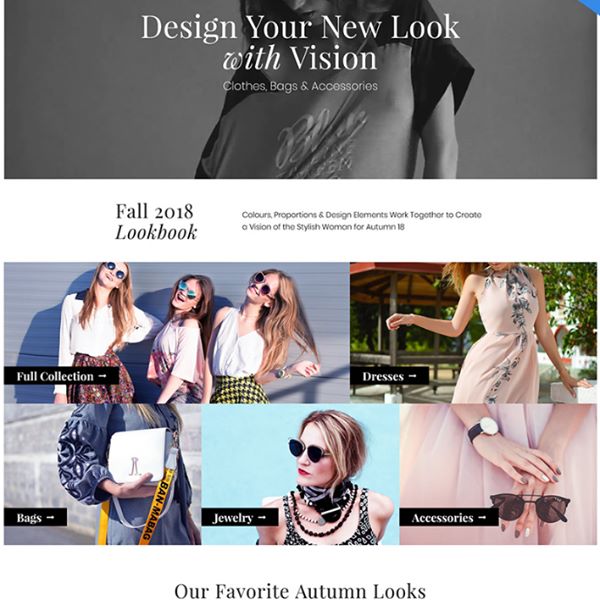 Design Your New Look
with Vision
Clothes, Bags & Accessories
Fall 2018
Lookbook
Colours, Proportions & Design Elements Work Together to Create
a Vision of the Stylish Woman for Autumn 18
Full Collection →
Dresses →
BAN-MABAG
Bags →
Jewelry →
Accessories →
Our Favorite Autumn Looks